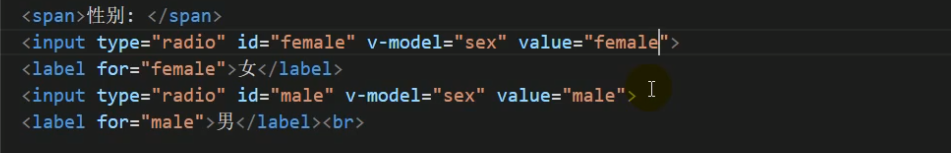 <span>性别: </span>
<input type="radio" id="female" v-model="sex" value="female">
<label for="female">女</label>
<input type="radio" id="male" v-model="sex" value="male">
<label for="male">男</label><br>